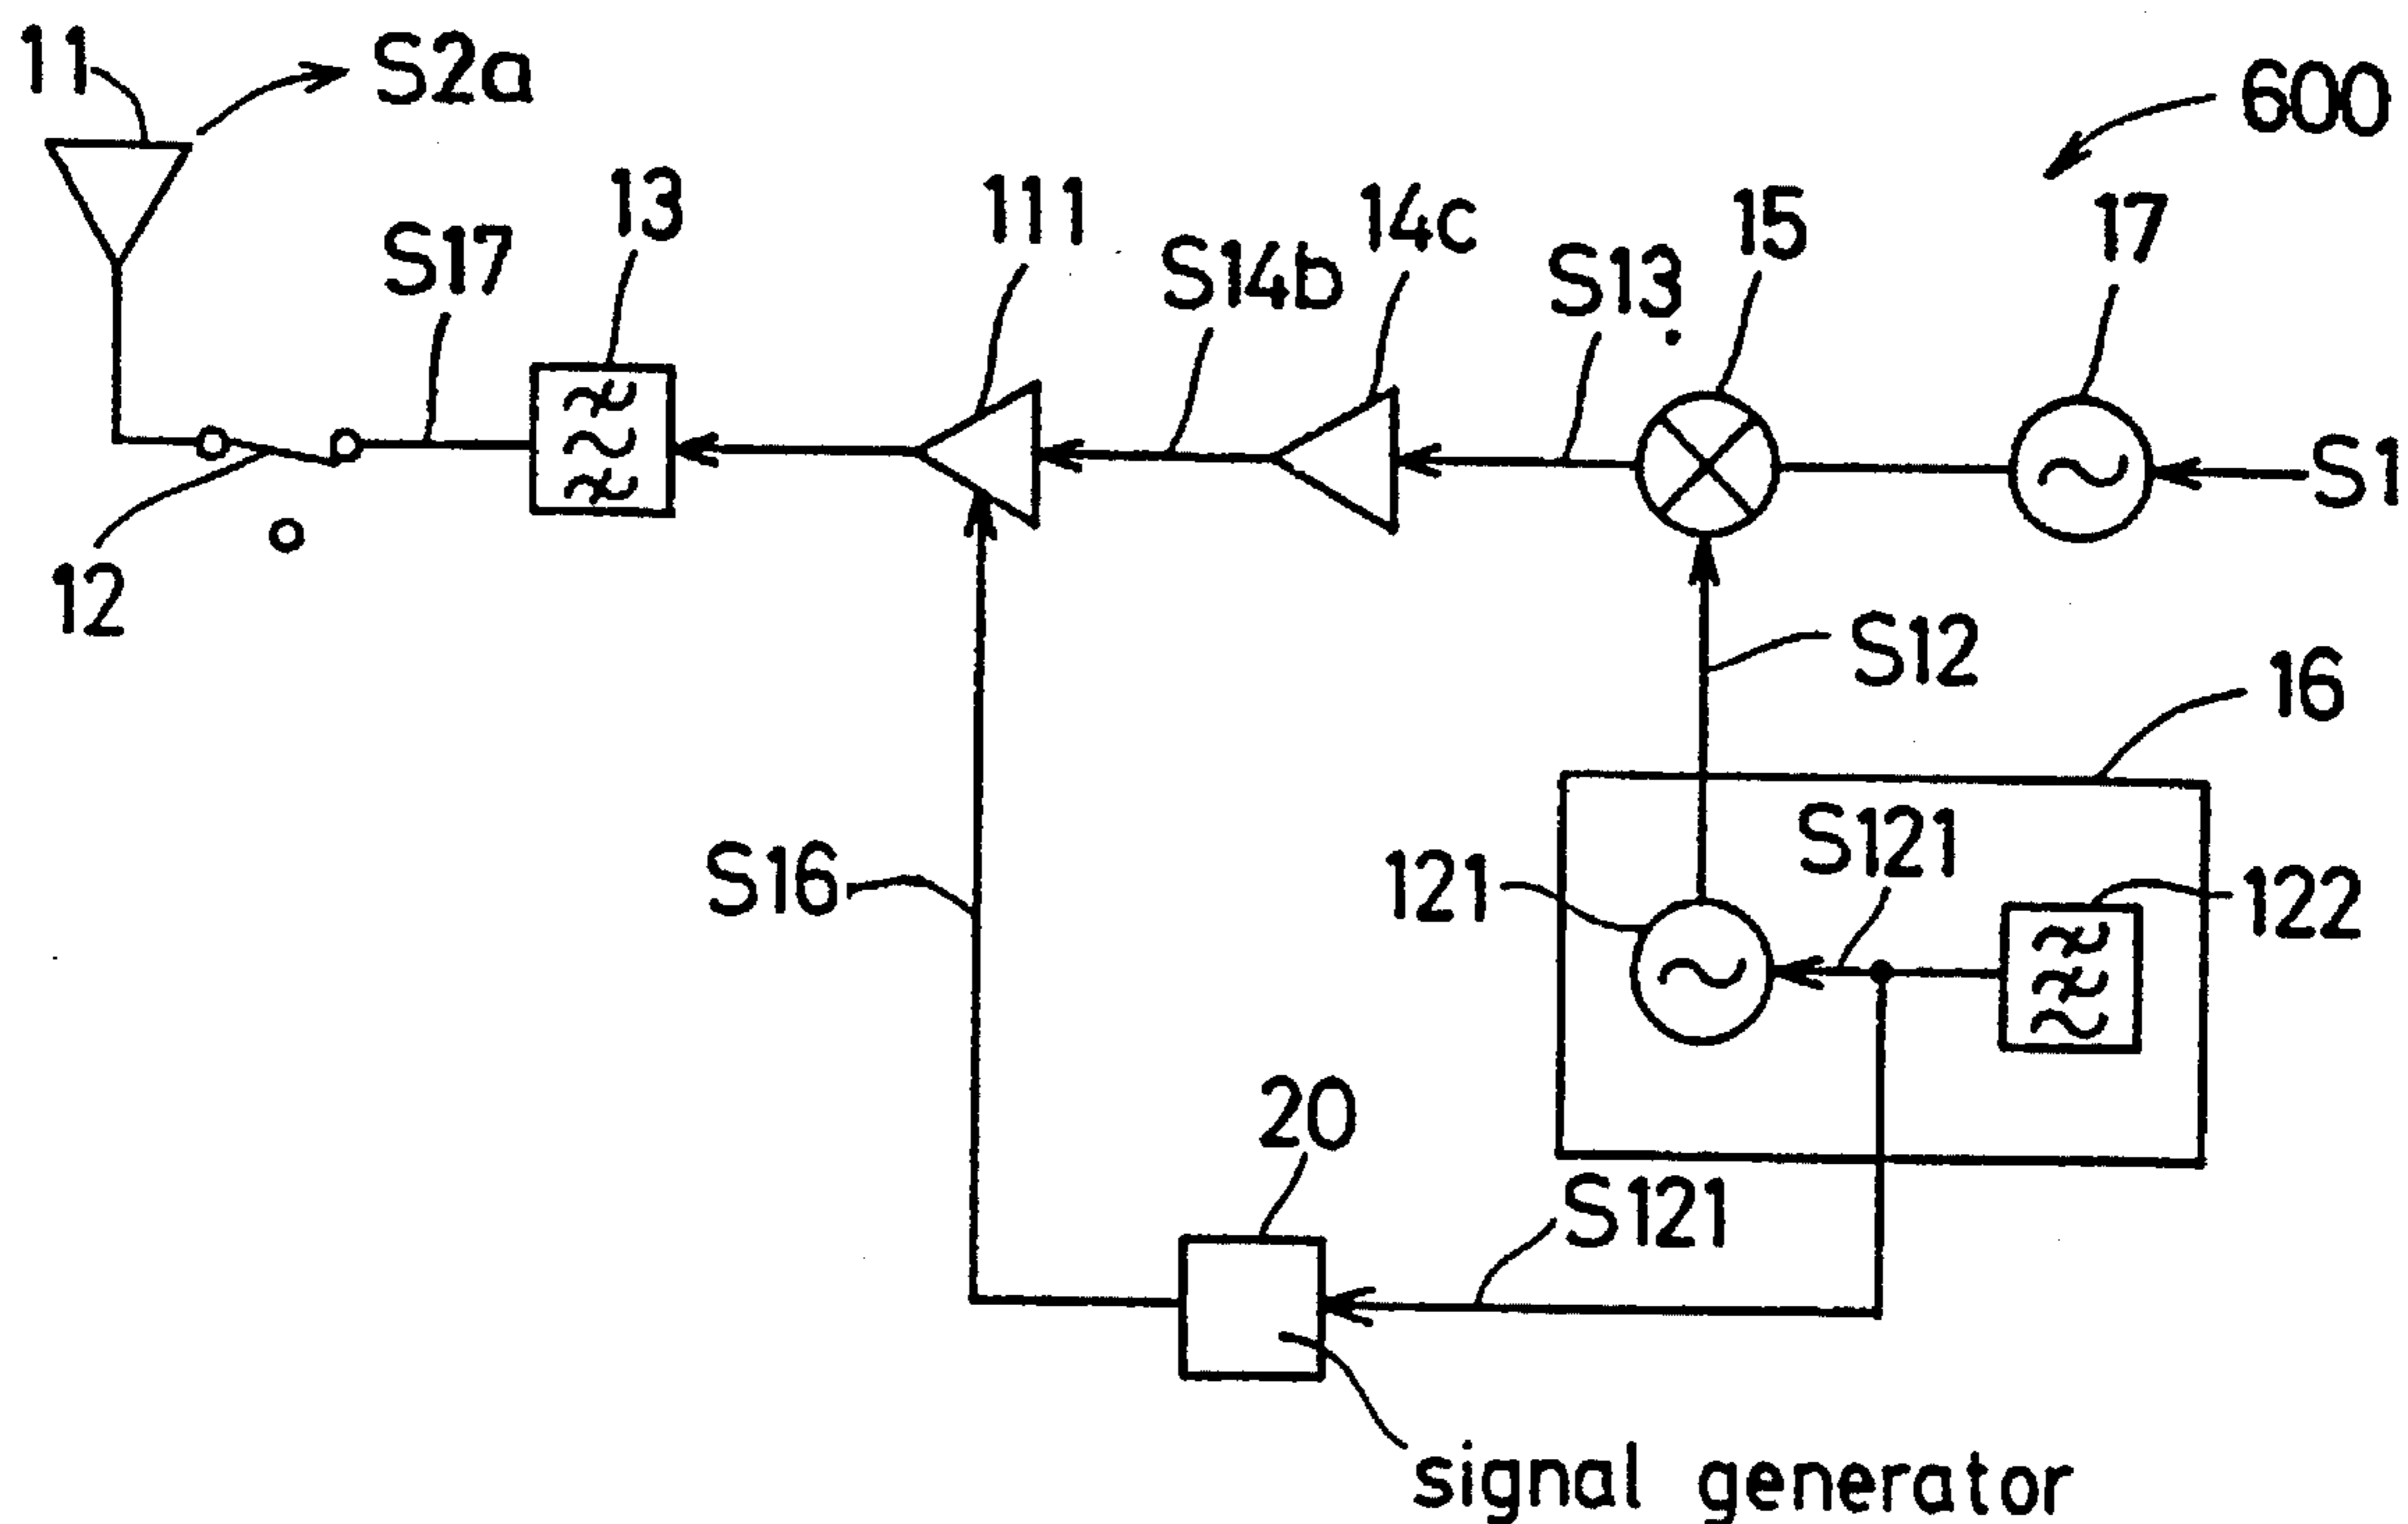 11
S2a
600
13
111
14c
15
17
S17
S14b
S13
S1
12
S12
16
S121
S16
121
122
20
S121
signal generator